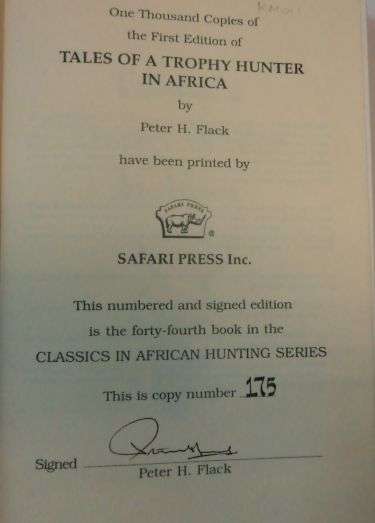 One Thousand Copies of
the First Edition of
TALES OF A TROPHY HUNTER
IN AFRICA
by
Peter H. Flack
have been printed by
SAFARI PRESS
®
SAFARI PRESS Inc.
This numbered and signed edition
is the forty-fourth book in the
CLASSICS IN AFRICAN HUNTING SERIES
This is copy number 175
Signed
Peter H. Flack